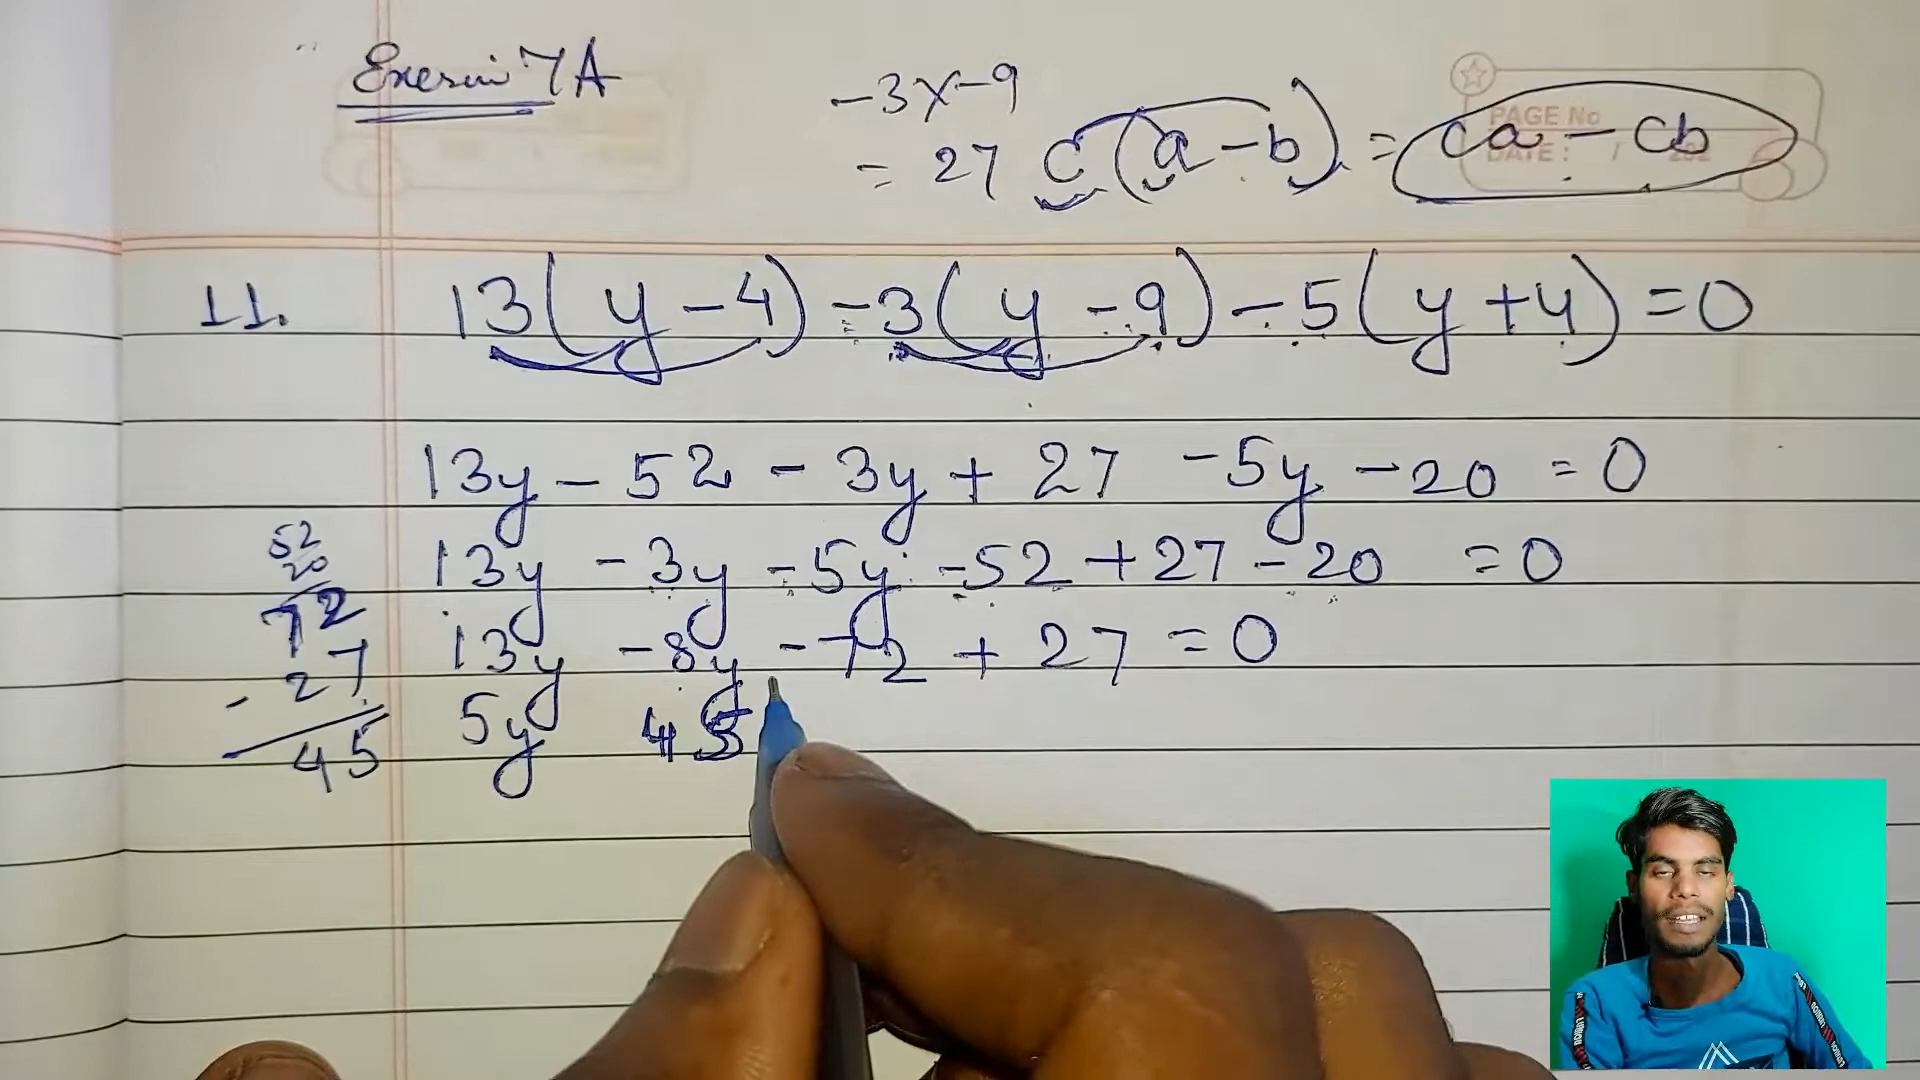 Exersie 7A
-3x-9
= 27
c(a-b) = ca - cb
PAGE No
DATE : / 202
11. 13(y-4) - 3(y-9) - 5(y+4) = 0
13y - 52 - 3y + 27 - 5y - 20 = 0
13y - 3y - 5y - 52 + 27 - 20 = 0
13y - 8y - 72 + 27 = 0
5y 45
52
20
72
- 27
45